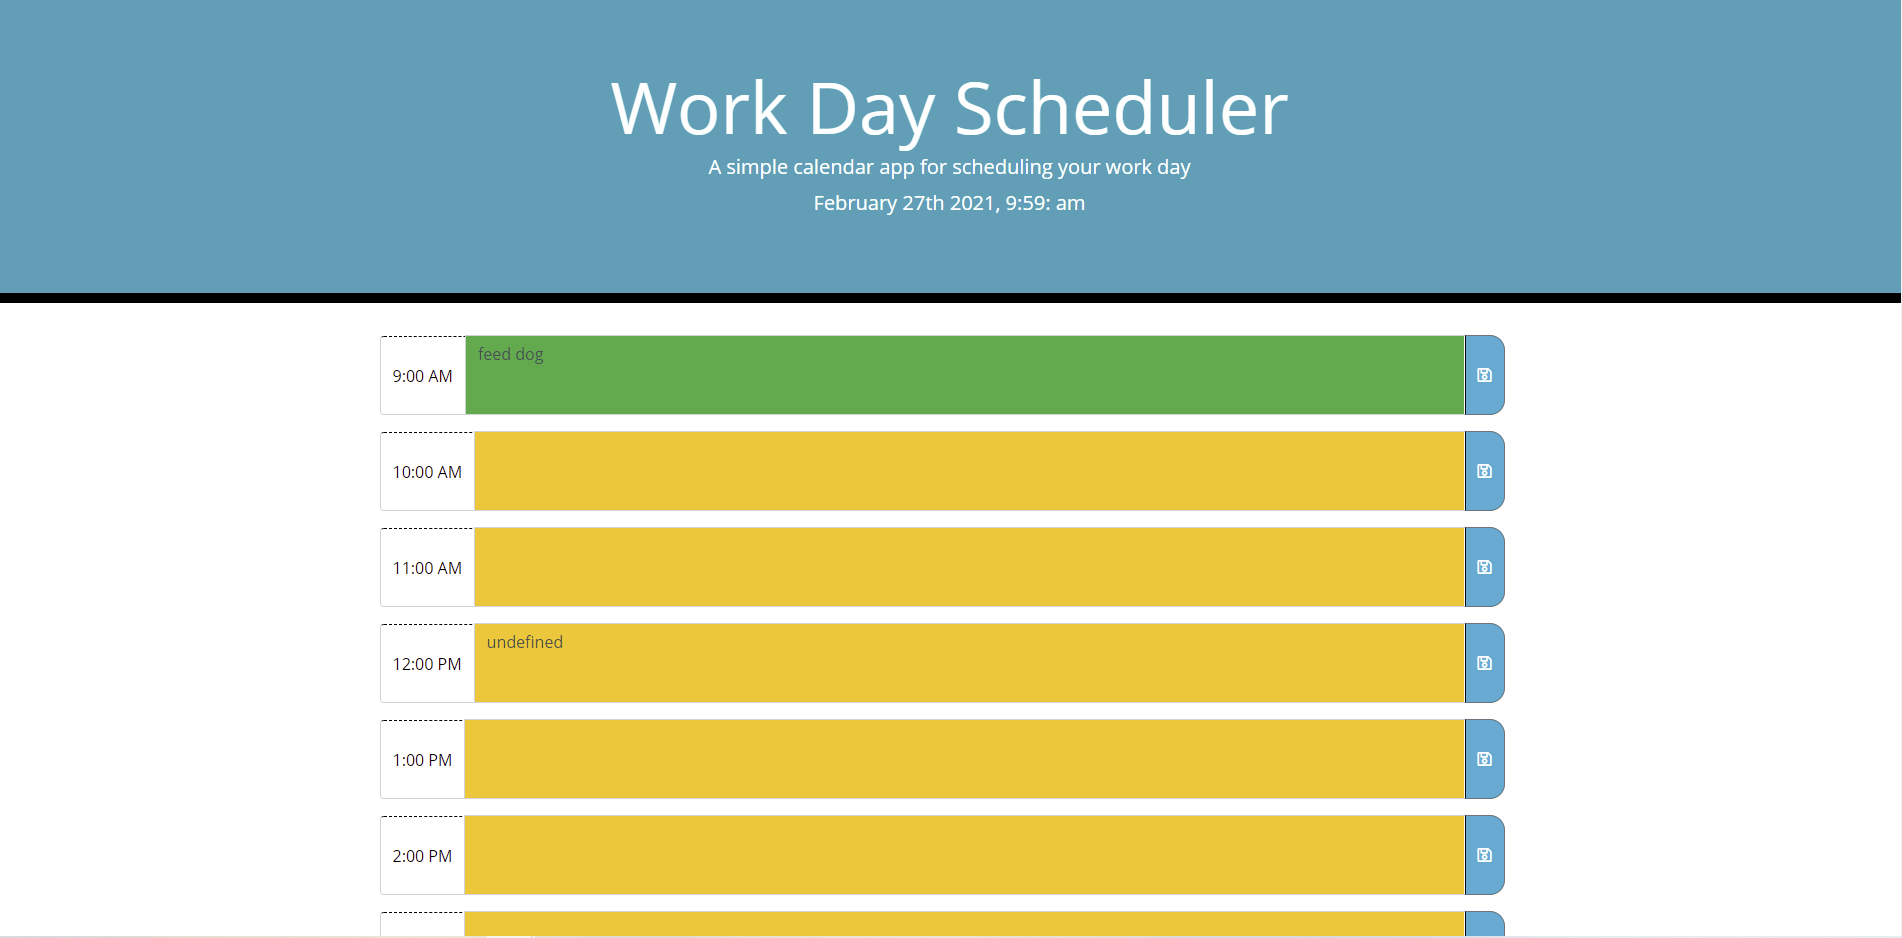 Work Day Scheduler
A simple calendar app for scheduling your work day
February 27th 2021, 9:59: am
9:00 AM
feed dog
10:00 AM
11:00 AM
12:00 PM
undefined
1:00 PM
2:00 PM